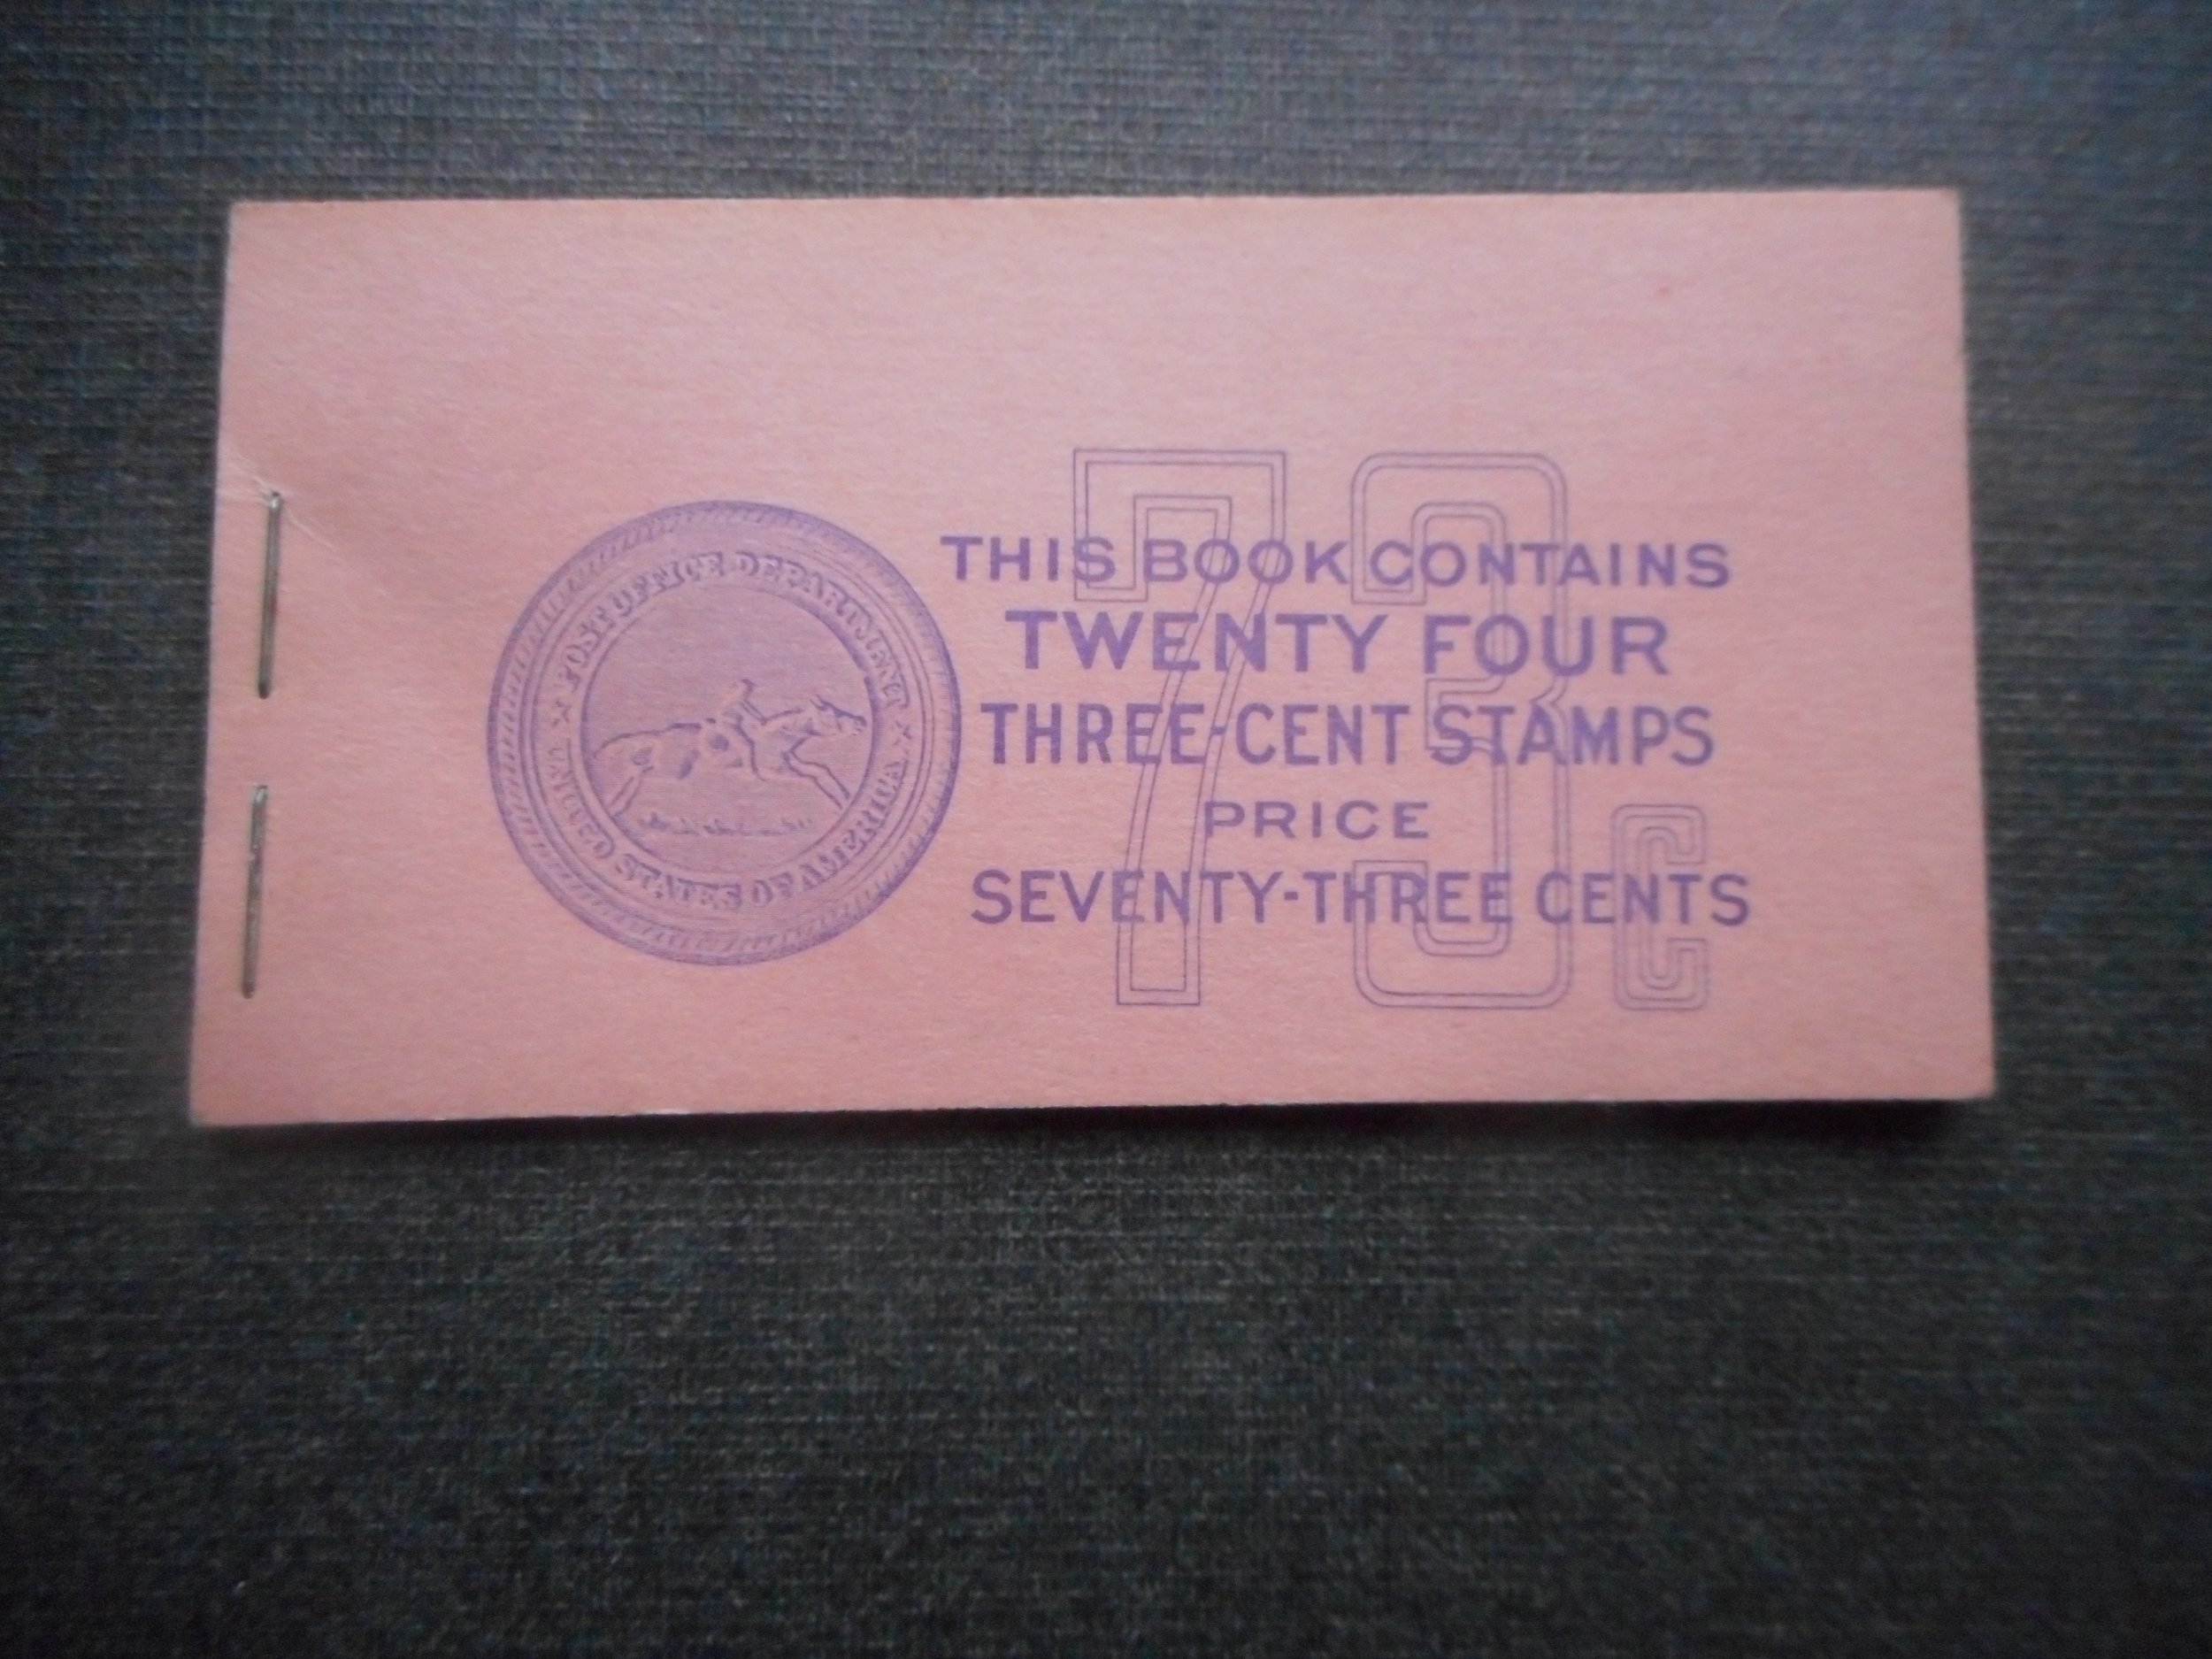 POST OFFICE DEPARTMENT
UNITED STATES OF AMERICA
73c
THIS BOOK CONTAINS
TWENTY FOUR
THREE-CENT STAMPS
PRICE
SEVENTY-THREE CENTS